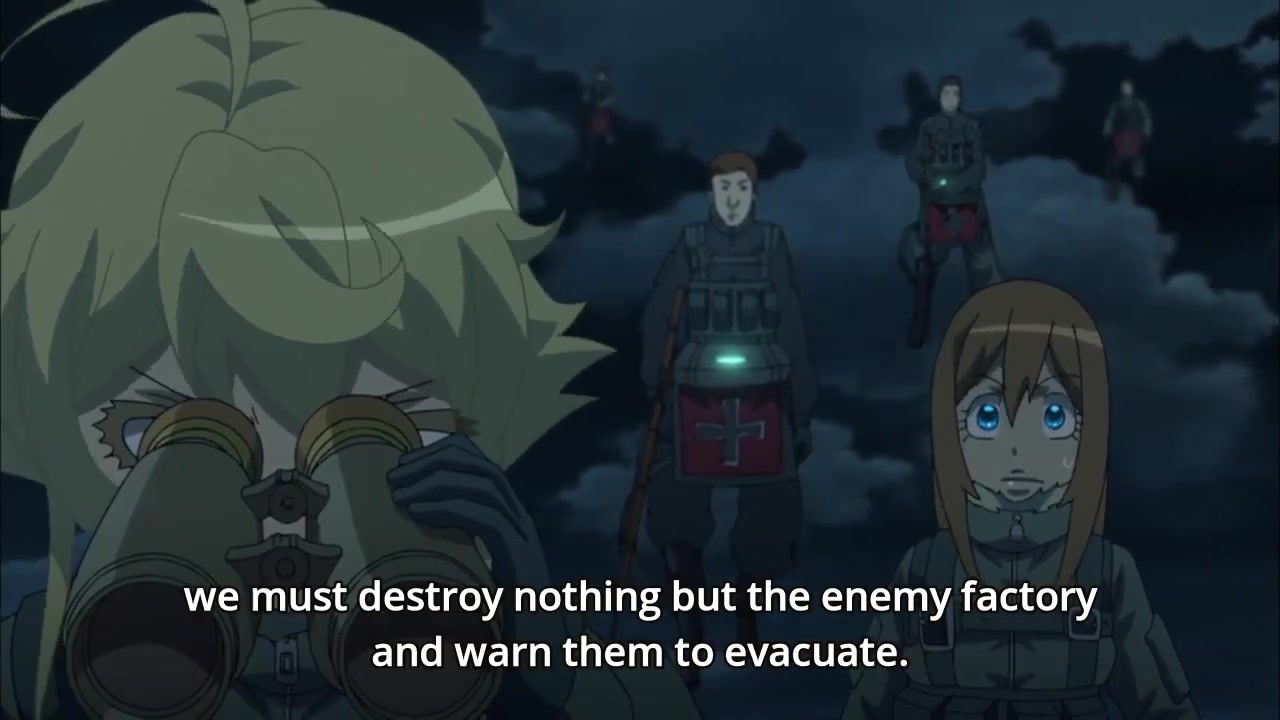 we must destroy nothing but the enemy factory
and warn them to evacuate.